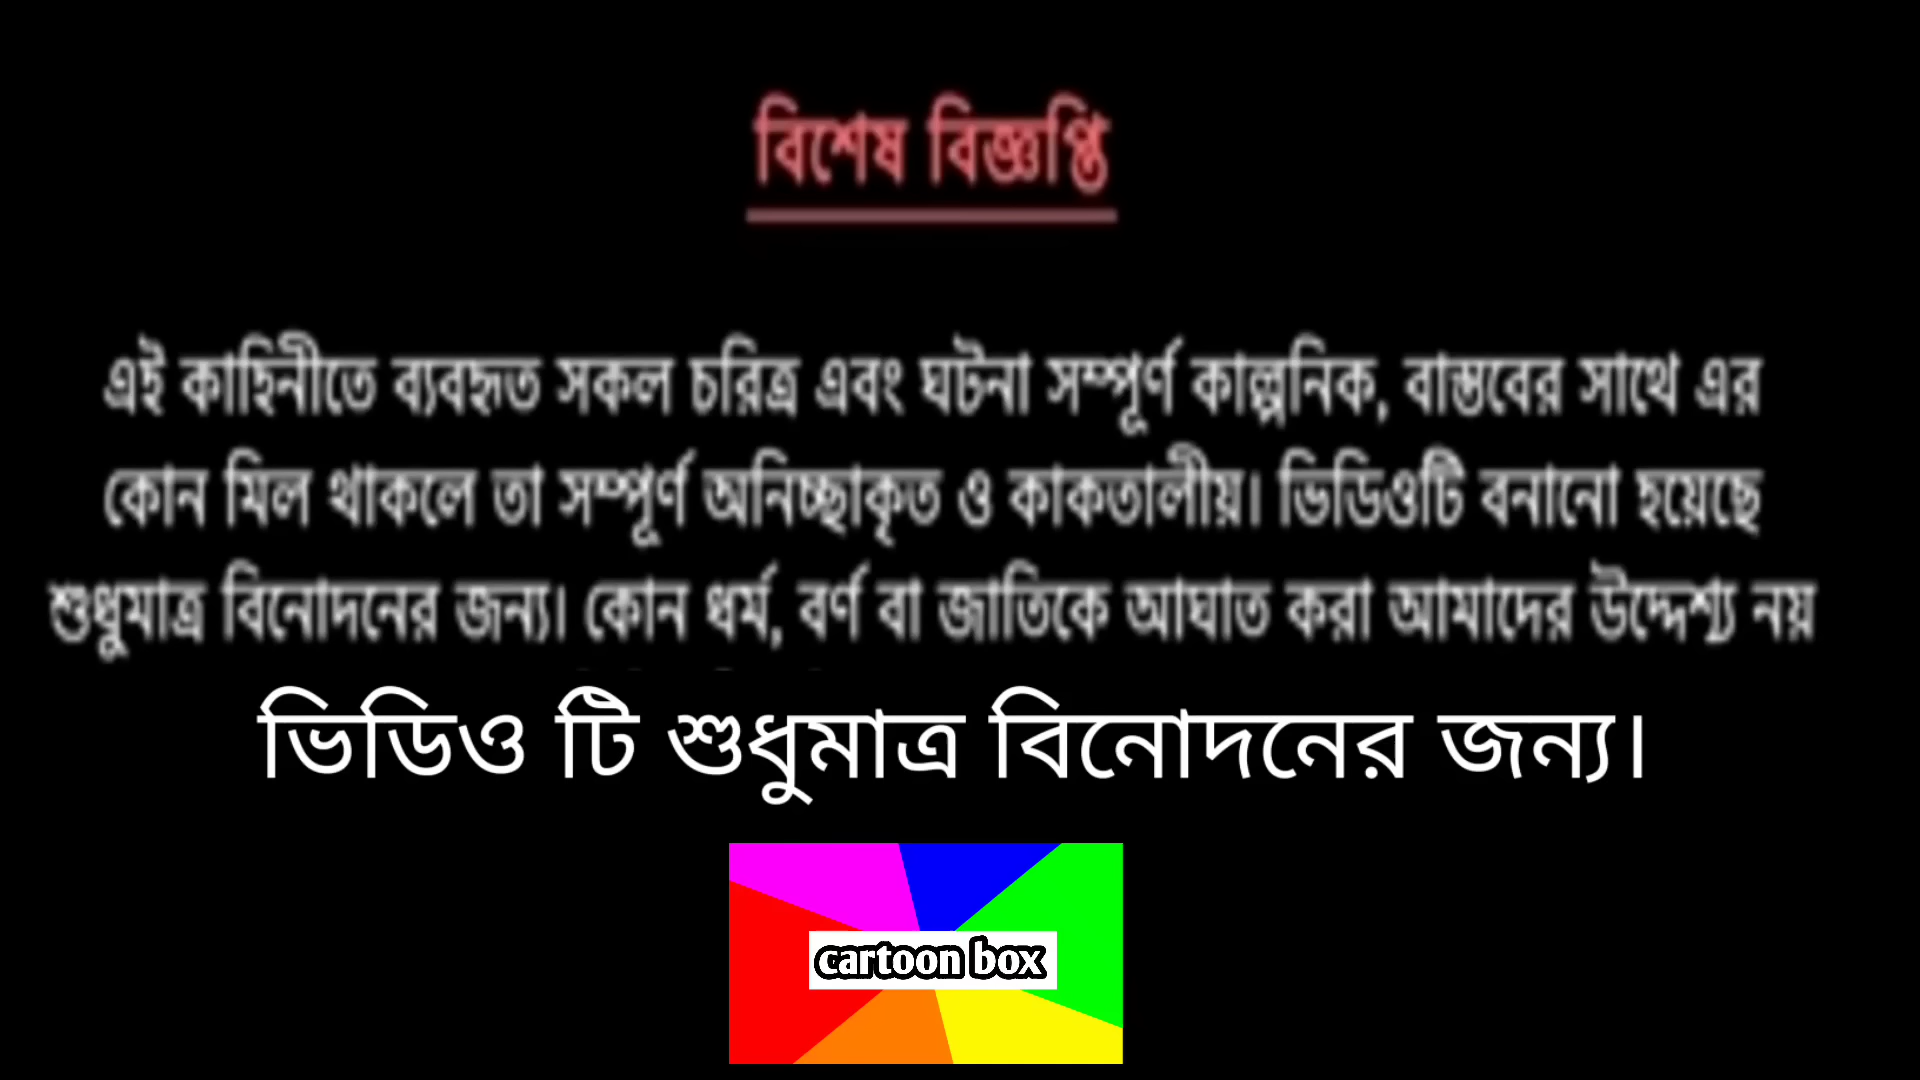 বিশেষ বিজ্ঞপ্তি
এই কাহিনীতে ব্যবহৃত সকল চরিত্র এবং ঘটনা সম্পূর্ণ কাল্পনিক, বাস্তবের সাথে এর
কোন মিল থাকলে তা সম্পূর্ণ অনিচ্ছাকৃত ও কাকতালীয়। ভিডিওটি বনানো হয়েছে
শুধুমাত্র বিনোদনের জন্য। কোন ধর্ম, বর্ণ বা জাতিকে আঘাত করা আমাদের উদ্দেশ্য নয়
ভিডিও টি শুধুমাত্র বিনোদনের জন্য।
cartoon box